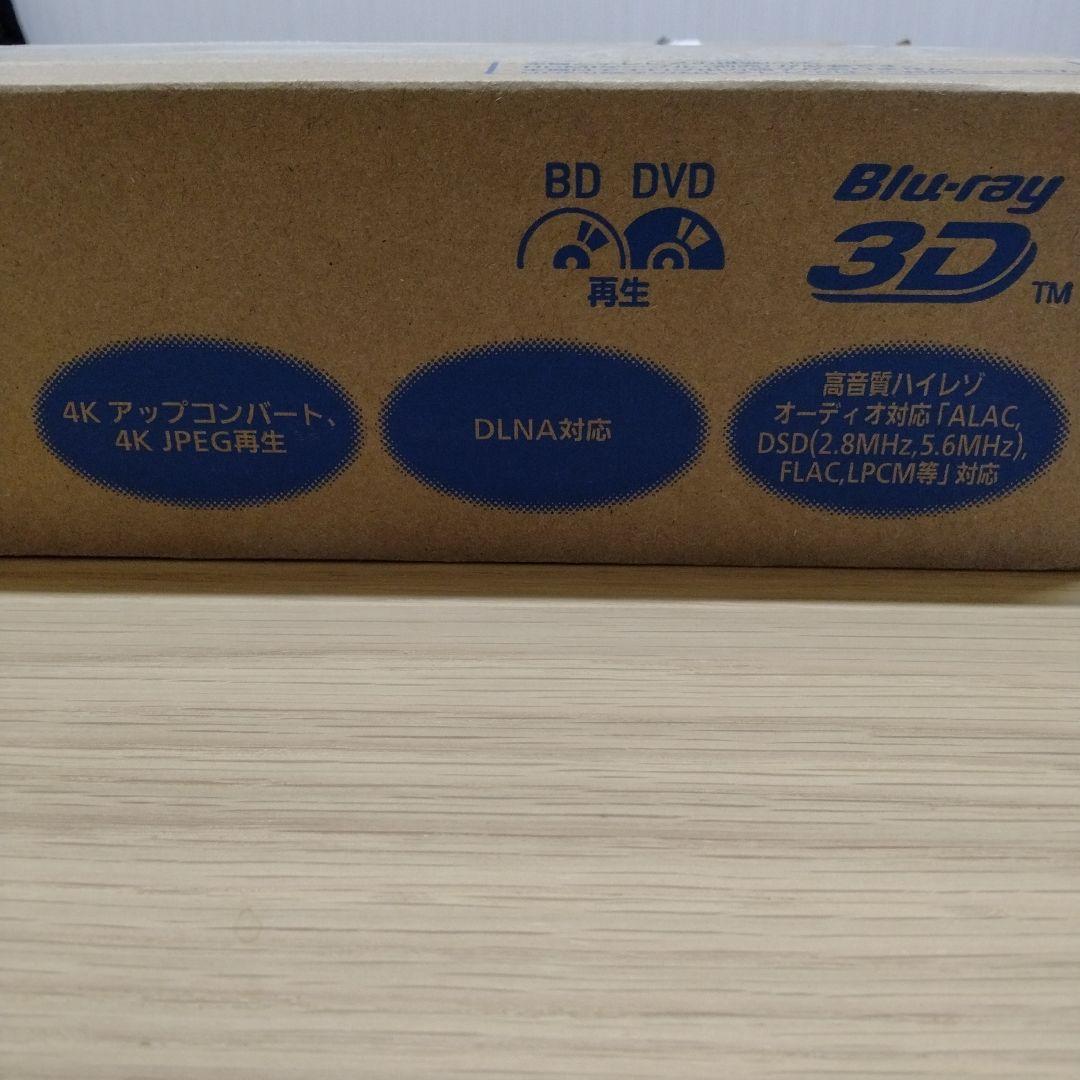 BD DVD
再生
Blu-ray
3D TM
4K アップコンバート、
4K JPEG再生
DLNA対応
高音質ハイレゾ
オーディオ対応「ALAC,
DSD(2.8MHz,5.6MHz),
FLAC,LPCM等」対応